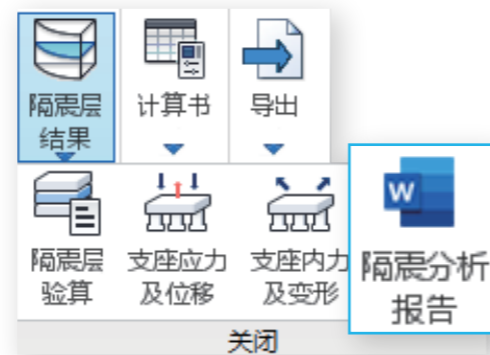 隔震层 计算书 导出
结果
隔震层 支座应力 支座内力
验算 及位移 及变形
W
隔震分析
报告
关闭